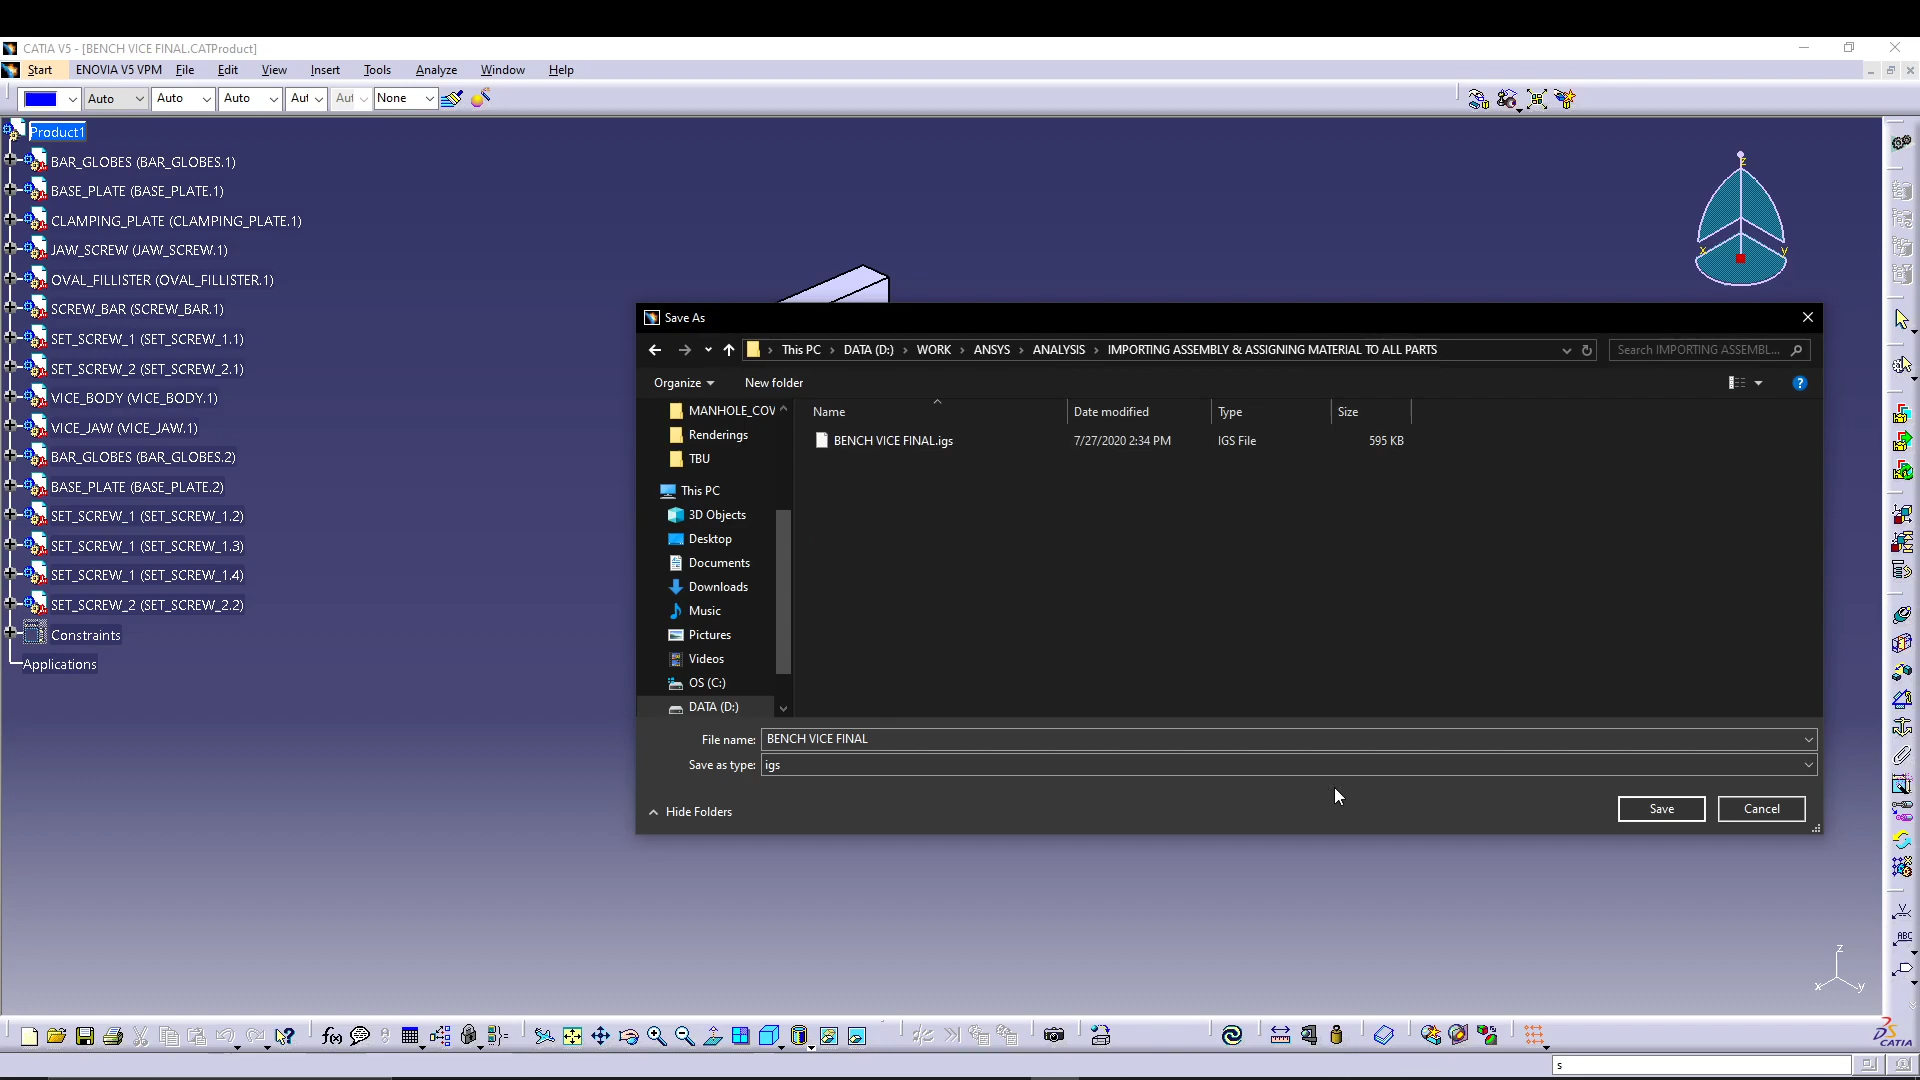 CATIA V5 - [BENCH VICE FINAL.CATProduct]
Start ENOVIA V5 VPM File Edit View Insert Tools Analyze Window Help
Auto Auto Auto Aut Aut None
Product1
BAR_GLOBES (BAR_GLOBES.1)
BASE_PLATE (BASE_PLATE.1)
CLAMPING_PLATE (CLAMPING_PLATE.1)
JAW_SCREW (JAW_SCREW.1)
OVAL_FILLISTER (OVAL_FILLISTER.1)
SCREW_BAR (SCREW_BAR.1)
SET_SCREW_1 (SET_SCREW_1.1)
SET_SCREW_2 (SET_SCREW_2.1)
VICE_BODY (VICE_BODY.1)
VICE_JAW (VICE_JAW.1)
BAR_GLOBES (BAR_GLOBES.2)
BASE_PLATE (BASE_PLATE.2)
SET_SCREW_1 (SET_SCREW_1.2)
SET_SCREW_1 (SET_SCREW_1.3)
SET_SCREW_1 (SET_SCREW_1.4)
SET_SCREW_2 (SET_SCREW_2.2)
Constraints
Applications
z
x y
Save As
This PC › DATA (D:) › WORK › ANSYS › ANALYSIS › IMPORTING ASSEMBLY & ASSIGNING MATERIAL TO ALL PARTS
Search IMPORTING ASSEMBL...
Organize New folder
MANHOLE_COV
Renderings
TBU
This PC
3D Objects
Desktop
Documents
Downloads
Music
Pictures
Videos
OS (C:)
DATA (D:)
Name Date modified Type Size
BENCH VICE FINAL.igs 7/27/2020 2:34 PM IGS File 595 KB
File name: BENCH VICE FINAL
Save as type: igs
Hide Folders Save Cancel
ABC
z
x y
f(x)
CATIA
s